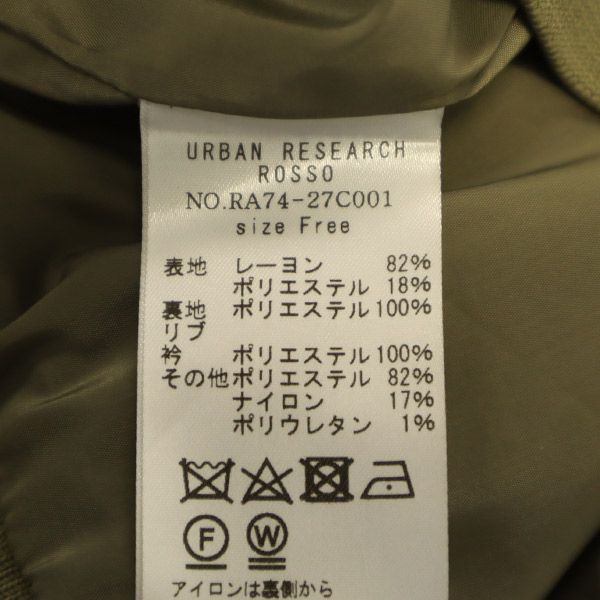 URBAN RESEARCH
ROSSO
NO.RA74-27C001
size Free
表地 レーヨン 82%
ポリエステル 18%
裏地 ポリエステル 100%
リブ
衿 ポリエステル 100%
その他 ポリエステル 82%
ナイロン 17%
ポリウレタン 1%
F W
アイロンは裏側から